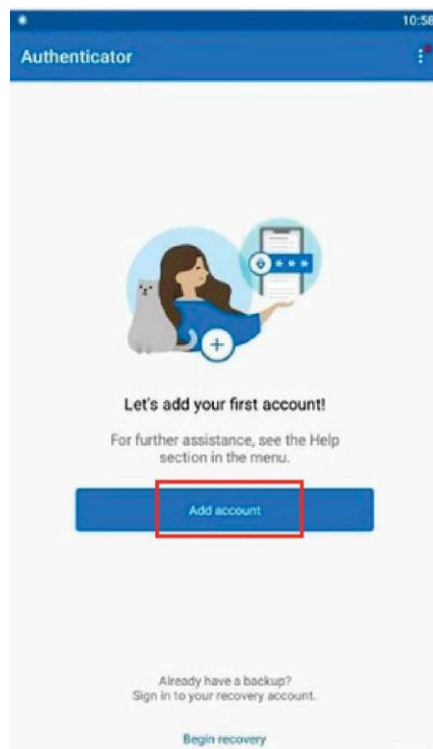 10:58
Authenticator
* * *
Let's add your first account!
For further assistance, see the Help
section in the menu.
Add account
Already have a backup?
Sign in to your recovery account.
Begin recovery